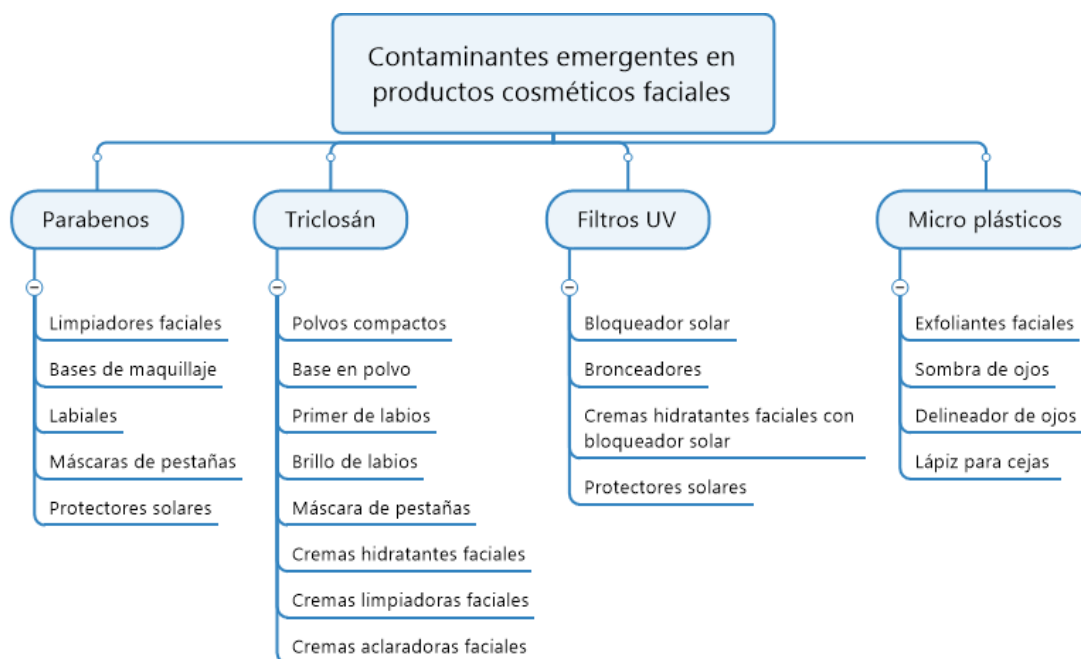 Contaminantes emergentes en
productos cosméticos faciales
Parabenos
Limpiadores faciales
Bases de maquillaje
Labiales
Máscaras de pestañas
Protectores solares
Triclosán
Polvos compactos
Base en polvo
Primer de labios
Brillo de labios
Máscara de pestañas
Cremas hidratantes faciales
Cremas limpiadoras faciales
Cremas aclaradoras faciales
Filtros UV
Bloqueador solar
Bronceadores
Cremas hidratantes faciales con
bloqueador solar
Protectores solares
Micro plásticos
Exfoliantes faciales
Sombra de ojos
Delineador de ojos
Lápiz para cejas